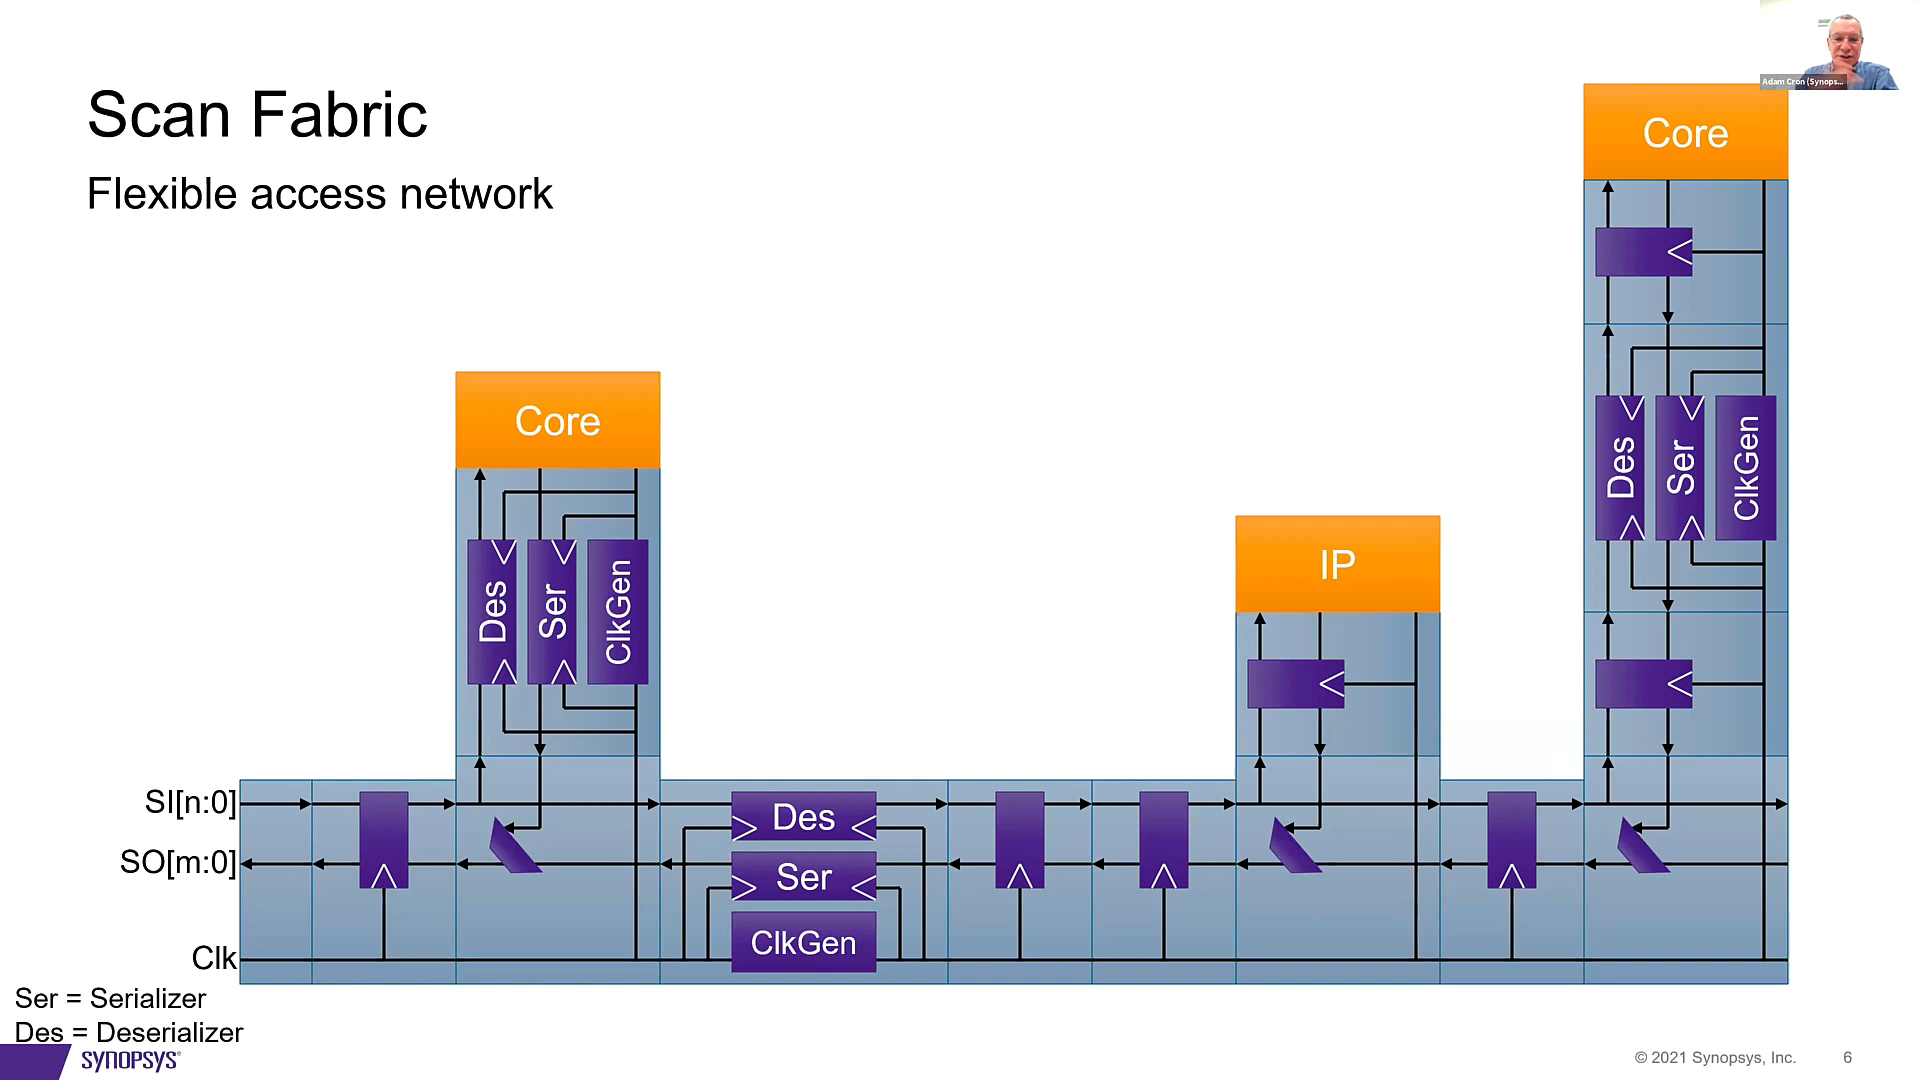 Adam Cron (Synops...
Scan Fabric
Flexible access network
Core
Core
IP
Des
Ser
ClkGen
Des
Ser
ClkGen
SI[n:0]
SO[m:0]
Clk
Des
Ser
ClkGen
Ser = Serializer
Des = Deserializer
SYNOPSYS®
© 2021 Synopsys, Inc.
6